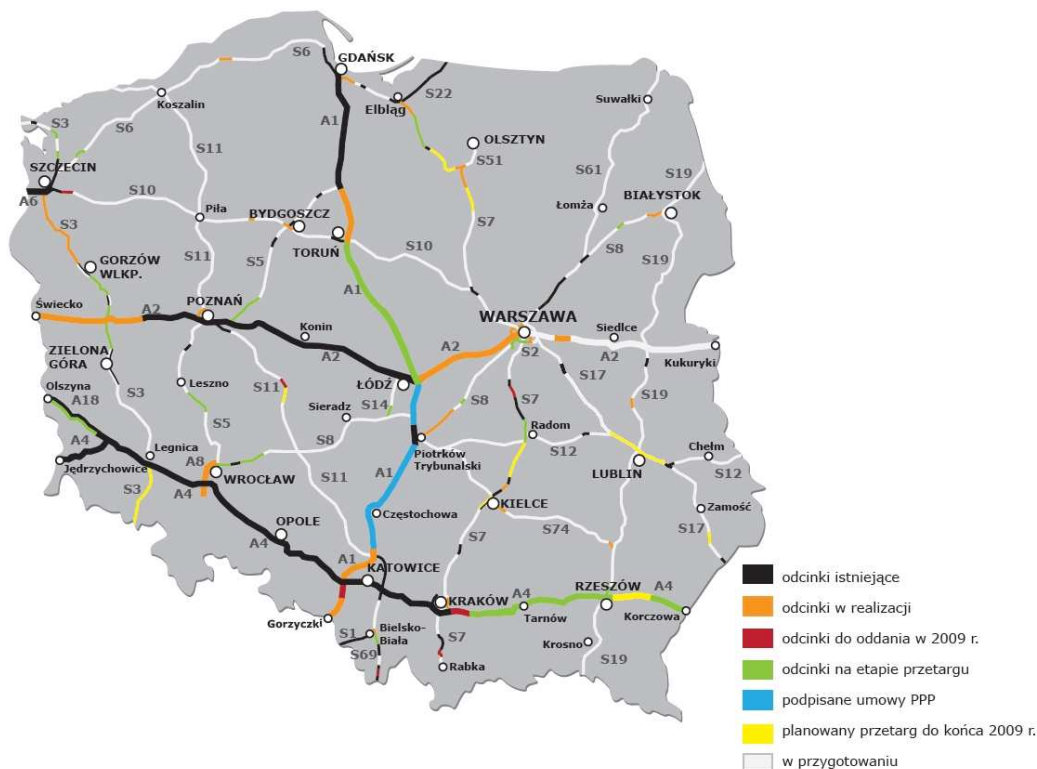 S6
GDAŃSK
Koszalin
S22
Elbląg
Suwałki
S3
S6
A1
OLSZTYN
S11
S51
S61
S19
SZCZECIN
S10
BIAŁYSTOK
A6
Piła
BYDGOSZCZ
Łomża
S7
S3
TORUŃ
S10
S8
GORZÓW
WLKP.
S11
S5
S19
A1
Świecko
A2
POZNAŃ
WARSZAWA
Konin
Siedlce
A2
A2
S2
A2
Kukuryki
ZIELONA
GÓRA
ŁÓDŹ
S17
Olszyna
Leszno
S11
S14
S8
S7
S19
A18
S3
Sieradz
Radom
A4
Legnica
S5
S8
Piotrków
Trybunalski
S12
Chełm
Jędrzychowice
A8
WROCŁAW
A1
LUBLIN
S12
S3
A4
S11
KIELCE
Zamość
Częstochowa
OPOLE
S74
S17
A4
S7
A1
KATOWICE
RZESZÓW
KRAKÓW
A4
A4
Gorzyczki
Tarnów
Korczowa
S1
Bielsko-
Biała
S7
Krosno
S69
Rabka
S19
odcinki istniejące
odcinki w realizacji
odcinki do oddania w 2009 r.
odcinki na etapie przetargu
podpisane umowy PPP
planowany przetarg do końca 2009 r.
w przygotowaniu